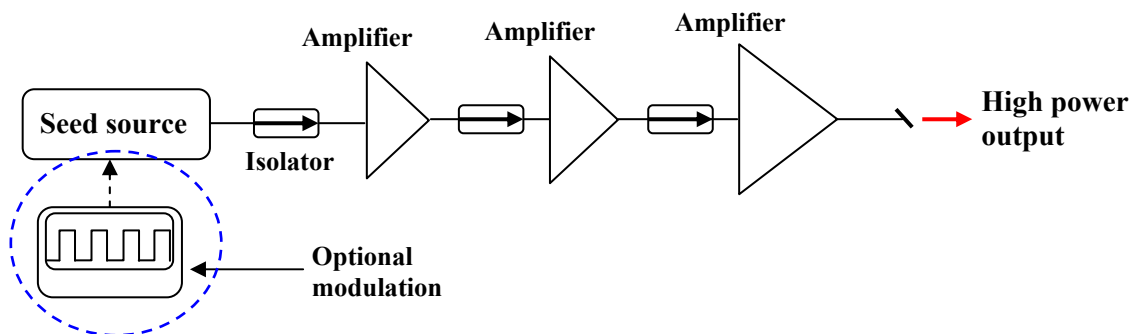 Amplifier
Amplifier
Amplifier
Seed source
Isolator
High power
output
Optional
modulation